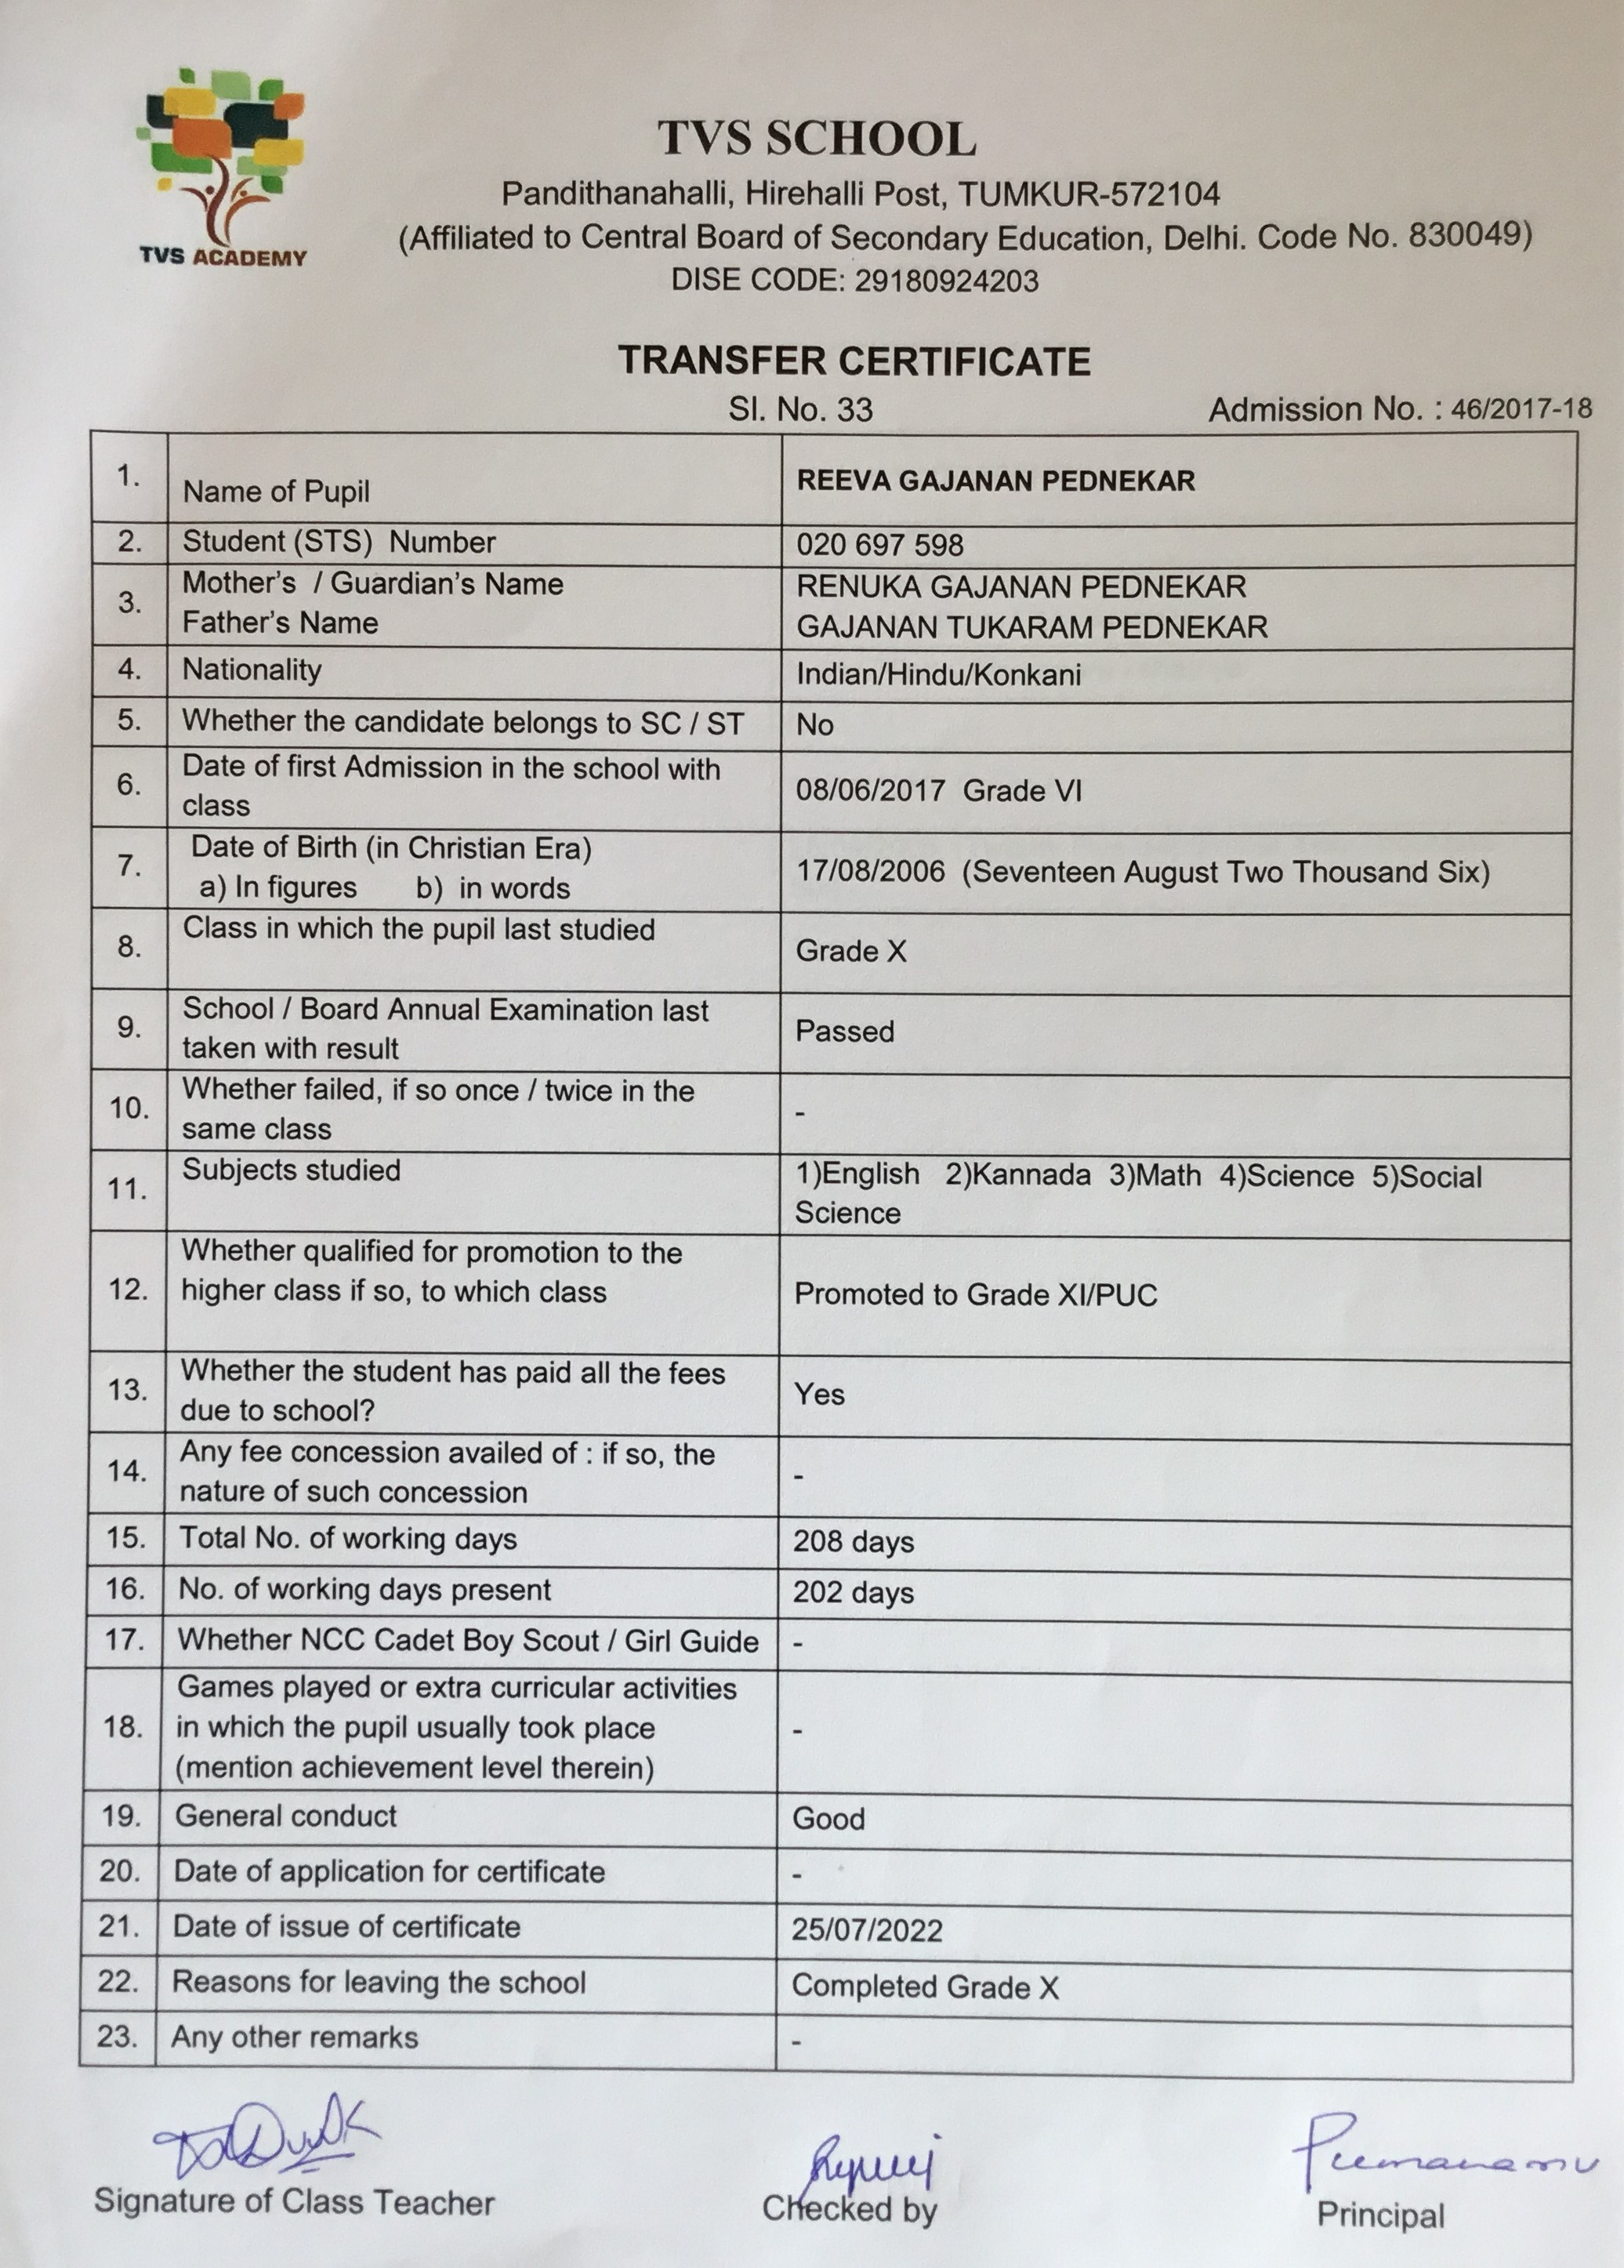 TVS ACADEMY
TVS SCHOOL
Pandithanahalli, Hirehalli Post, TUMKUR-572104
(Affiliated to Central Board of Secondary Education, Delhi. Code No. 830049)
DISE CODE: 29180924203
TRANSFER CERTIFICATE
Sl. No. 33 Admission No. : 46/2017-18
1. Name of Pupil REEVA GAJANAN PEDNEKAR
2. Student (STS) Number 020 697 598
3. Mother's / Guardian's Name RENUKA GAJANAN PEDNEKAR
Father's Name GAJANAN TUKARAM PEDNEKAR
4. Nationality Indian/Hindu/Konkani
5. Whether the candidate belongs to SC / ST No
6. Date of first Admission in the school with
class 08/06/2017 Grade VI
7. Date of Birth (in Christian Era)
a) In figures b) in words 17/08/2006 (Seventeen August Two Thousand Six)
8. Class in which the pupil last studied Grade X
9. School / Board Annual Examination last
taken with result Passed
10. Whether failed, if so once / twice in the
same class -
11. Subjects studied 1)English 2)Kannada 3)Math 4)Science 5)Social
Science
12. Whether qualified for promotion to the
higher class if so, to which class Promoted to Grade XI/PUC
13. Whether the student has paid all the fees
due to school? Yes
14. Any fee concession availed of : if so, the
nature of such concession -
15. Total No. of working days 208 days
16. No. of working days present 202 days
17. Whether NCC Cadet Boy Scout / Girl Guide -
18. Games played or extra curricular activities
in which the pupil usually took place -
(mention achievement level therein)
19. General conduct Good
20. Date of application for certificate -
21. Date of issue of certificate 25/07/2022
22. Reasons for leaving the school Completed Grade X
23. Any other remarks -
Signature of Class Teacher Checked by Principal